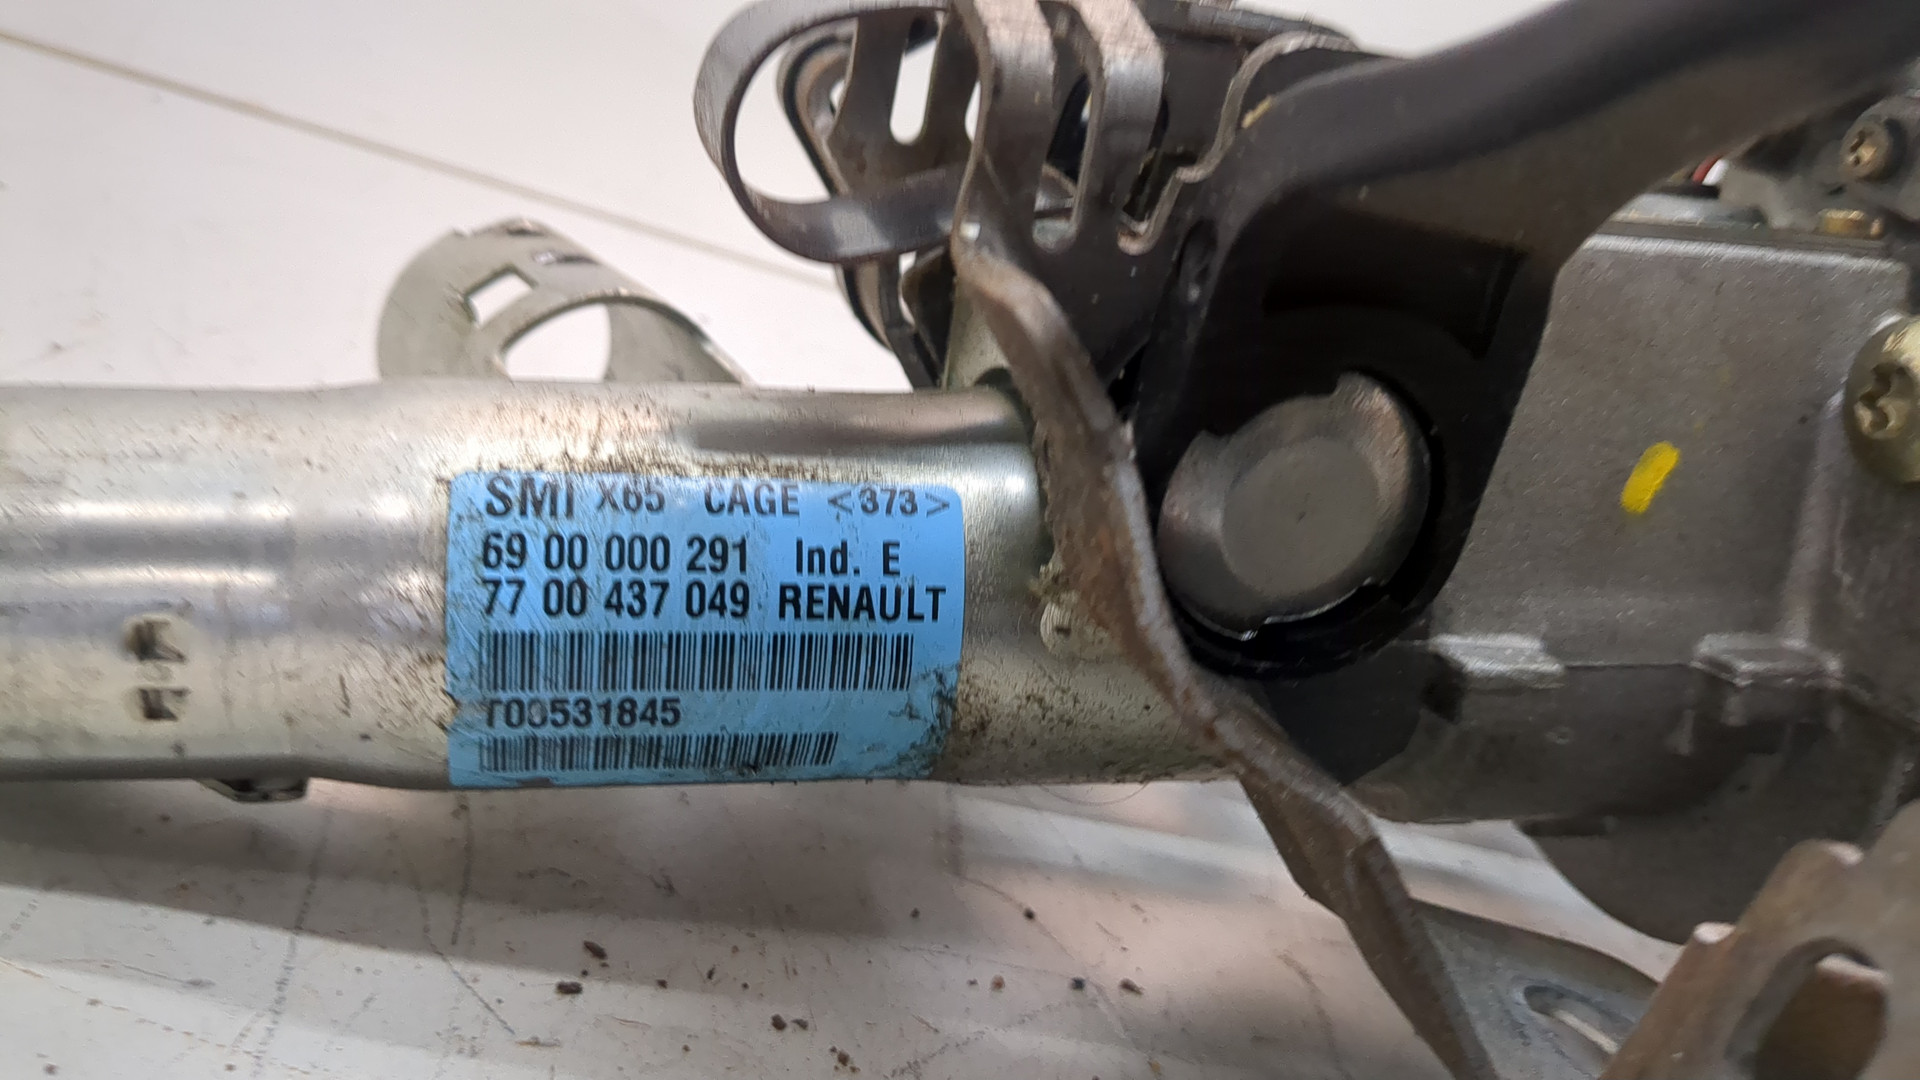 SMI X65 CAGE <373>
69 00 000 291 Ind. E
77 00 437 049 RENAULT
T00531845